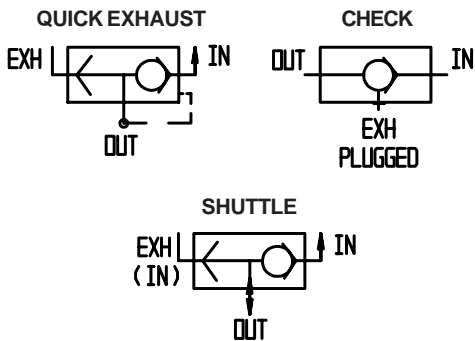 QUICK EXHAUST
EXH
IN
OUT
CHECK
OUT
IN
EXH
PLUGGED
SHUTTLE
EXH
(IN)
IN
OUT